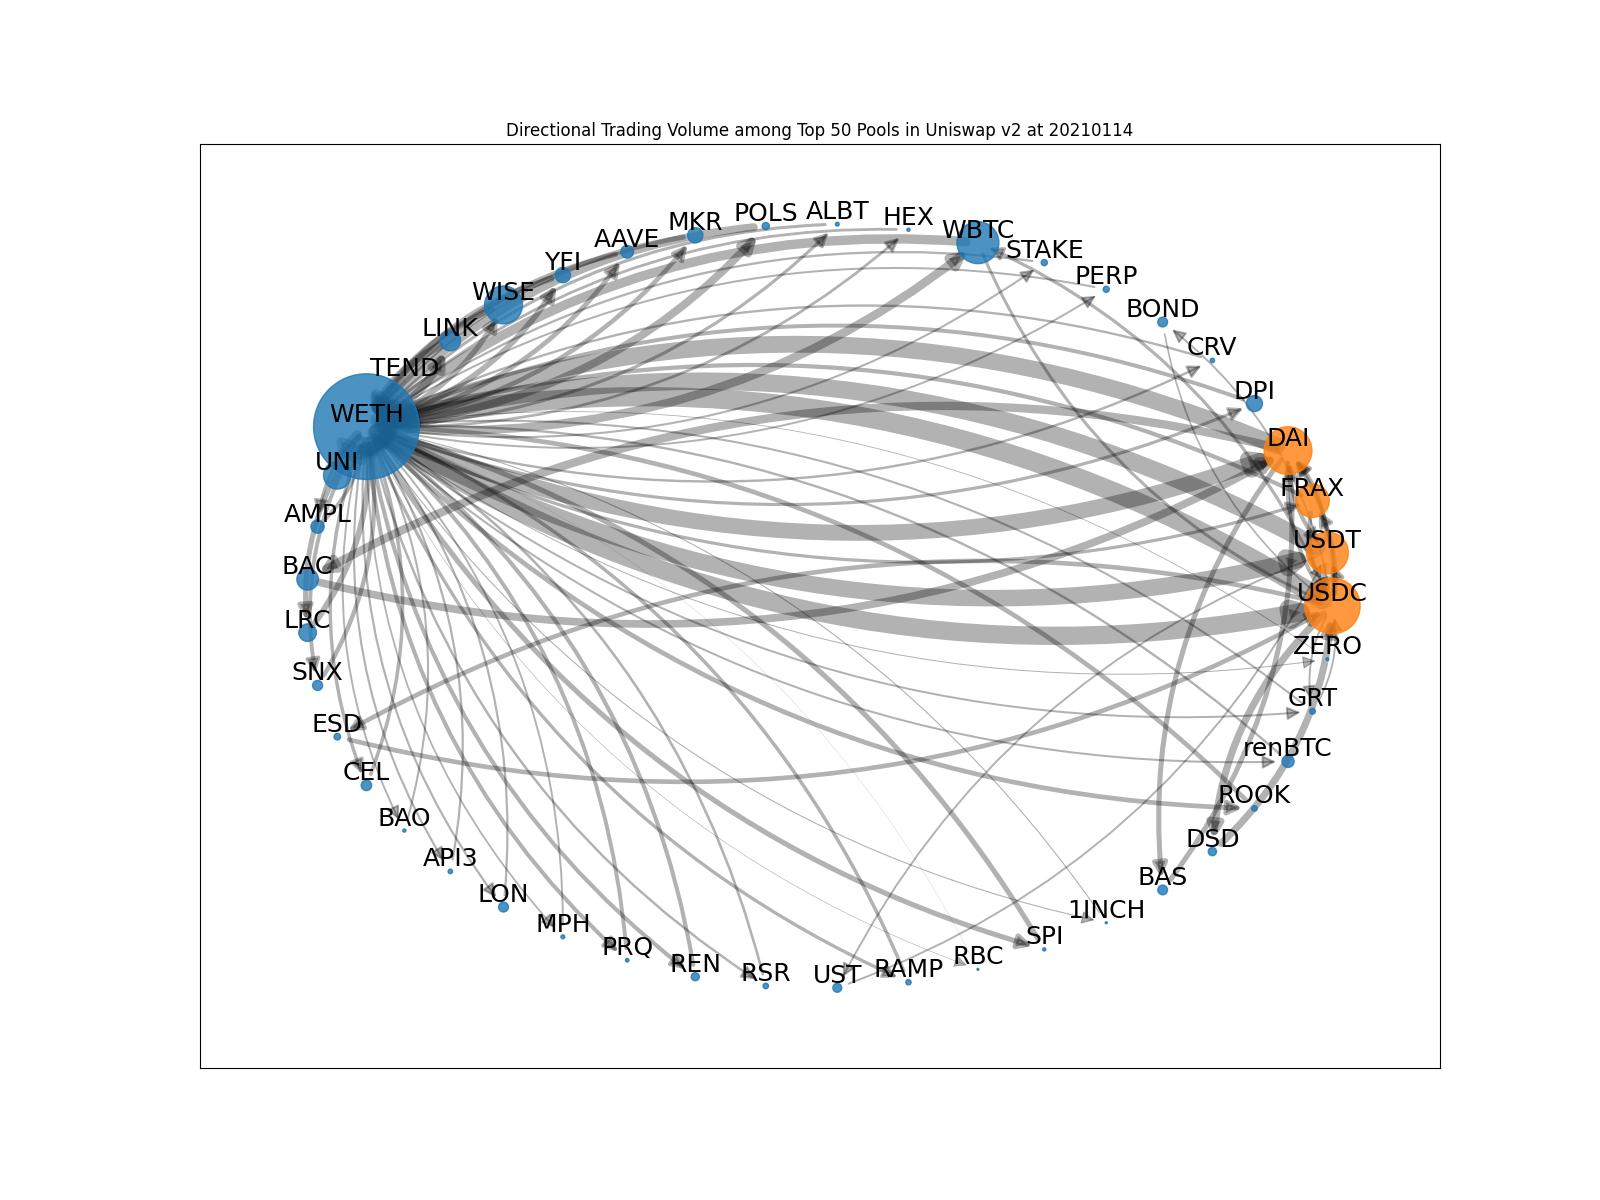 Directional Trading Volume among Top 50 Pools in Uniswap v2 at 20210114
POLS
ALBT
HEX
MKR
WBTC
AAVE
STAKE
YFI
PERP
WISE
BOND
LINK
CRV
TEND
DPI
WETH
DAI
UNI
FRAX
AMPL
USDT
BAC
USDC
LRC
ZERO
SNX
GRT
ESD
renBTC
CEL
ROOK
BAO
DSD
API3
BAS
LON
1INCH
MPH
SPI
PRQ
RBC
REN
RAMP
RSR
UST